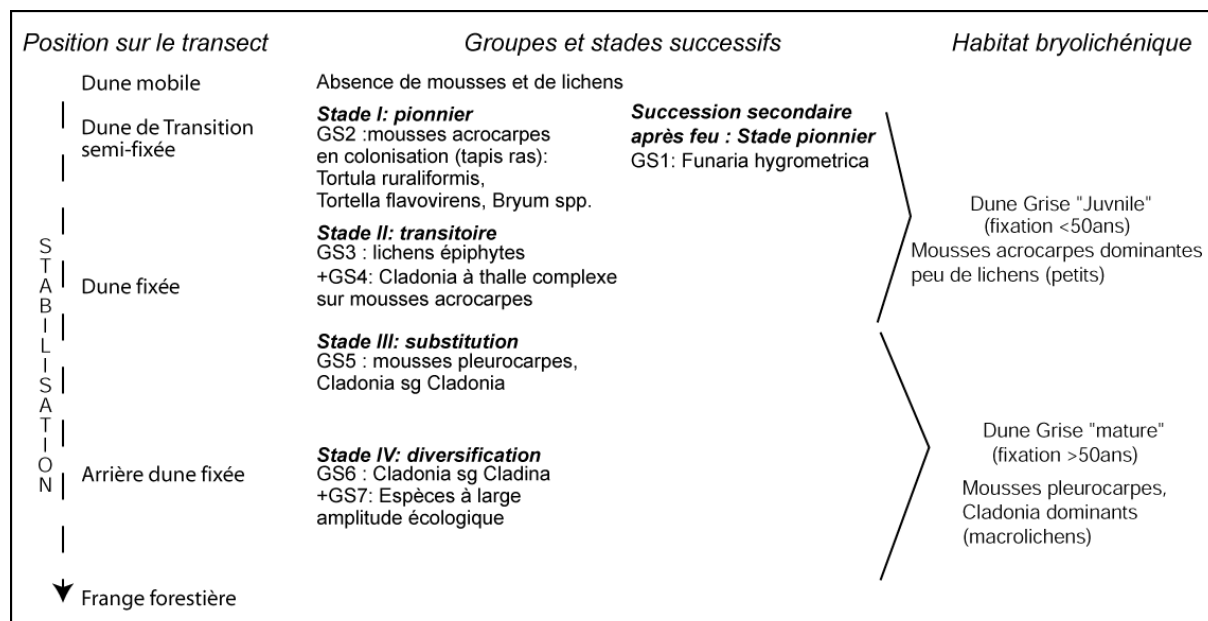 Position sur le transect
Groupes et stades successifs
Habitat bryolichénique
Dune mobile
Absence de mousses et de lichens
Dune de Transition
semi-fixée
Stade I: pionnier
GS2 :mousses acrocarpes
en colonisation (tapis ras):
Tortula ruraliformis,
Tortella flavovirens, Bryum spp.
Succession secondaire
après feu : Stade pionnier
GS1: Funaria hygrometrica
Dune Grise "Juvnile"
(fixation <50ans)
Mousses acrocarpes dominantes
peu de lichens (petits)
STABILISATION
Dune fixée
Stade II: transitoire
GS3 : lichens épiphytes
+GS4: Cladonia à thalle complexe
sur mousses acrocarpes
Stade III: substitution
GS5 : mousses pleurocarpes,
Cladonia sg Cladonia
Arrière dune fixée
Stade IV: diversification
GS6 : Cladonia sg Cladina
+GS7: Espèces à large
amplitude écologique
Dune Grise "mature"
(fixation >50ans)
Mousses pleurocarpes,
Cladonia dominants
(macrolichens)
Frange forestière